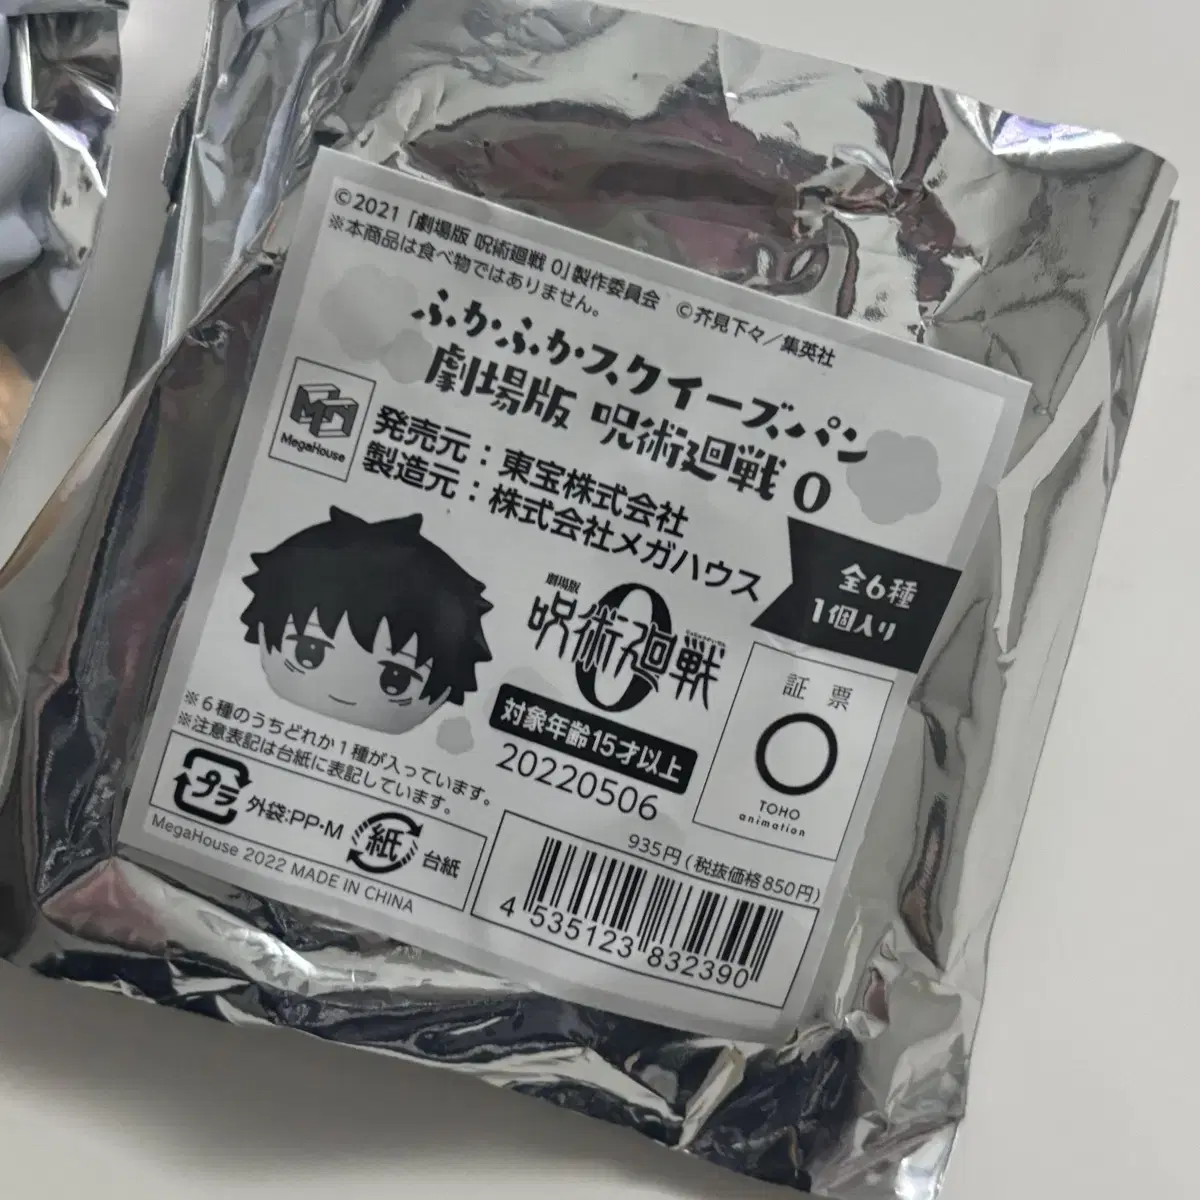 ©2021「劇場版 呪術廻戦 0」製作委員会 ©芥見下々／集英社
※本商品は食べ物ではありません。
ふかふかスクイーズパン
劇場版 呪術廻戦 0
MegaHouse
発売元：東宝株式会社
製造元：株式会社メガハウス
全6種
1個入り
劇場版
呪術廻戦
0
対象年齢15才以上
20220506
証票
TOHO
animation
※6種のうちどれか1種が入っています。
※注意表記は台紙に表記しています。
プラ
外袋:PP・M
紙
台紙
MegaHouse 2022 MADE IN CHINA
935円(税抜価格850円)
4 535123 832390